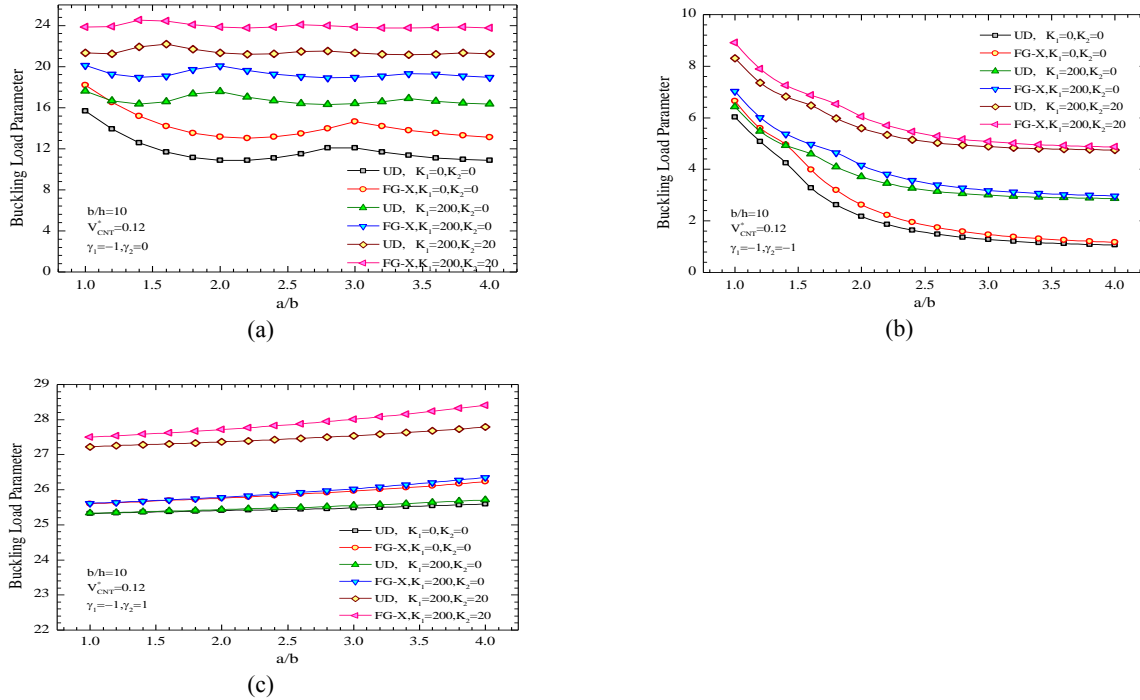 24
20
16
12
8
4
0
Buckling Load Parameter
UD, K₁=0,K₂=0
FG-X,K₁=0,K₂=0
UD, K₁=200,K₂=0
FG-X,K₁=200,K₂=0
UD, K₁=200,K₂=20
FG-X,K₁=200,K₂=20
b/h=10
V*CNT=0.12
γ₁=−1,γ₂=0
1.0 1.5 2.0 2.5 3.0 3.5 4.0
a/b
(a)
10
8
6
4
2
0
Buckling Load Parameter
UD, K₁=0,K₂=0
FG-X,K₁=0,K₂=0
UD, K₁=200,K₂=0
FG-X,K₁=200,K₂=0
UD, K₁=200,K₂=20
FG-X,K₁=200,K₂=20
b/h=10
V*CNT=0.12
γ₁=−1,γ₂=−1
1.0 1.5 2.0 2.5 3.0 3.5 4.0
a/b
(b)
29
28
27
26
25
24
23
22
Buckling Load Parameter
UD, K₁=0,K₂=0
FG-X,K₁=0,K₂=0
UD, K₁=200,K₂=0
FG-X,K₁=200,K₂=0
UD, K₁=200,K₂=20
FG-X,K₁=200,K₂=20
b/h=10
V*CNT=0.12
γ₁=−1,γ₂=1
1.0 1.5 2.0 2.5 3.0 3.5 4.0
a/b
(c)